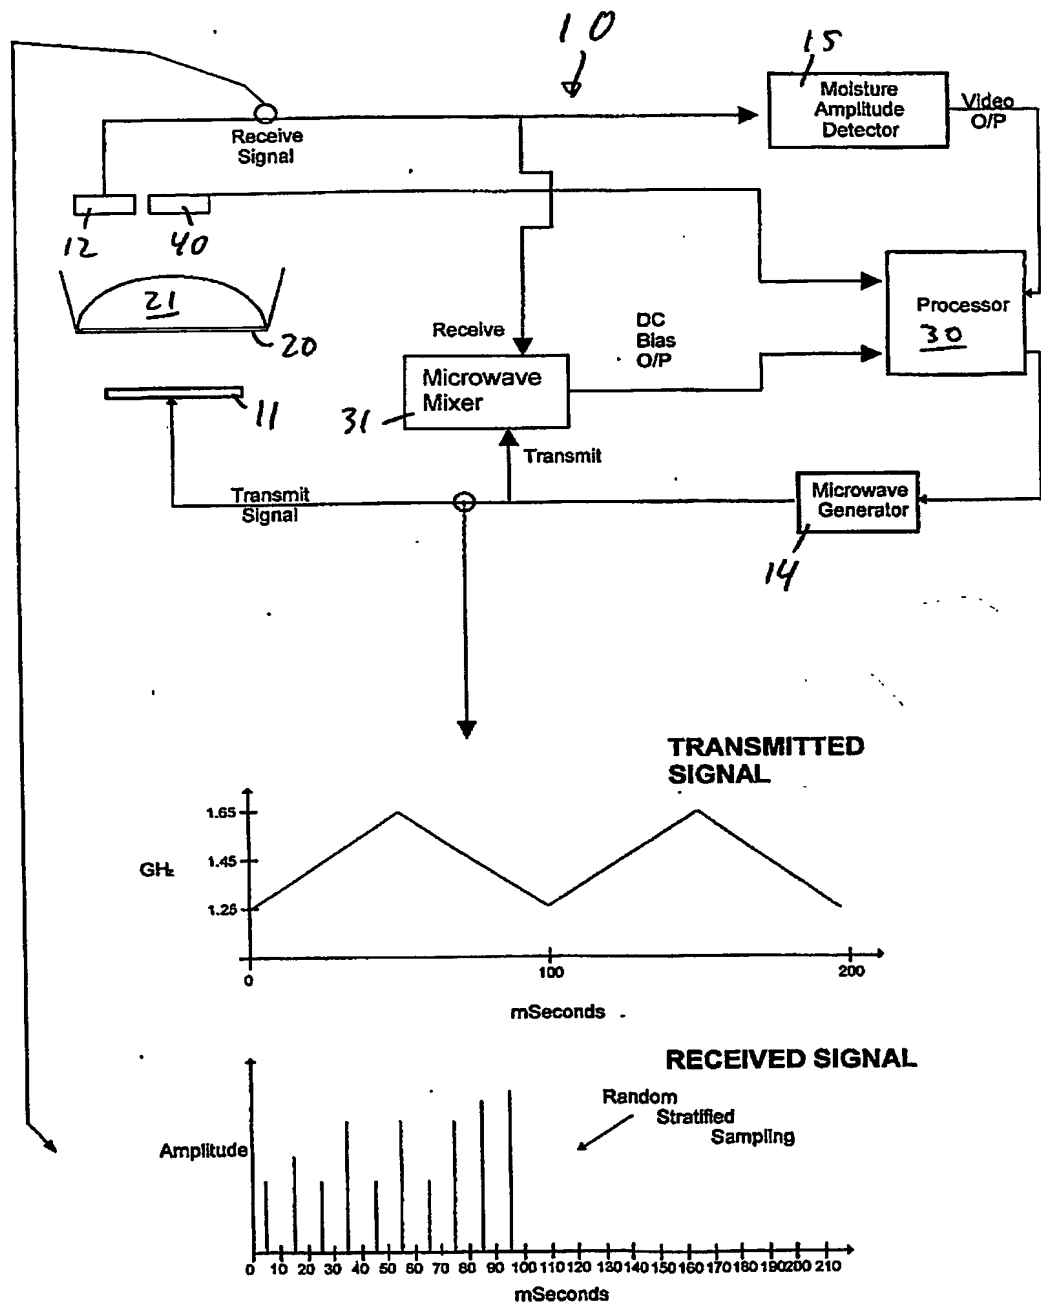 10
15
Moisture
Amplitude
Detector
Video
O/P
Receive
Signal
12
40
21
20
Processor
30
Receive
DC
Bias
O/P
Microwave
Mixer
31
11
Transmit
Transmit
Signal
Microwave
Generator
14
TRANSMITTED
SIGNAL
1.65
GHz
1.45
1.25
0 100 200
mSeconds
RECEIVED SIGNAL
Random
Stratified
Sampling
Amplitude
0 10 20 30 40 50 60 70 80 90 100 110 120 130 140 150 160 170 180 190 200 210
mSeconds